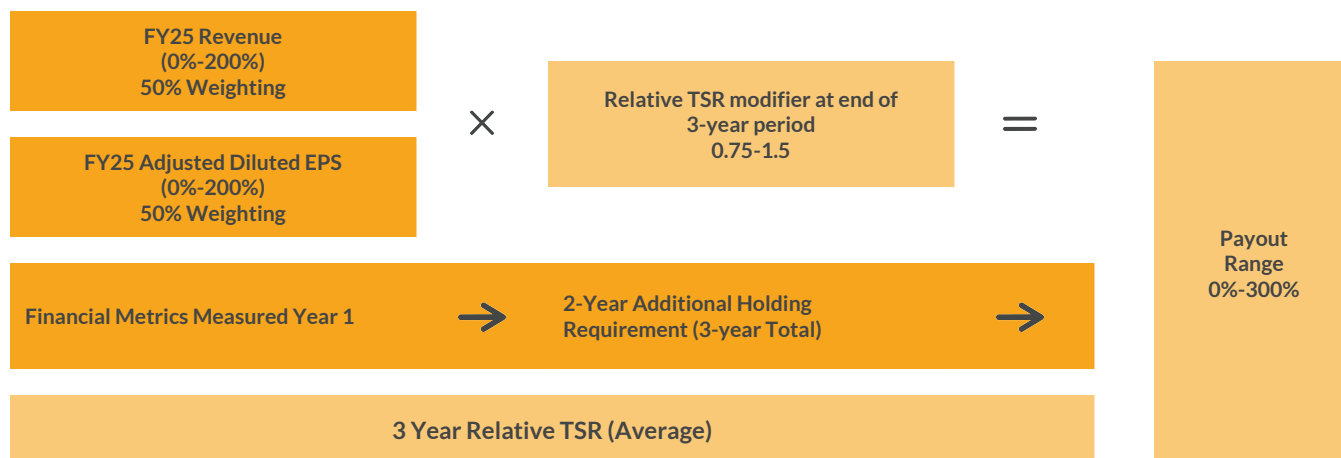 FY25 Revenue
(0%-200%)
50% Weighting
FY25 Adjusted Diluted EPS
(0%-200%)
50% Weighting
×
Relative TSR modifier at end of
3-year period
0.75-1.5
=
Payout
Range
0%-300%
Financial Metrics Measured Year 1
→
2-Year Additional Holding
Requirement (3-year Total)
→
3 Year Relative TSR (Average)